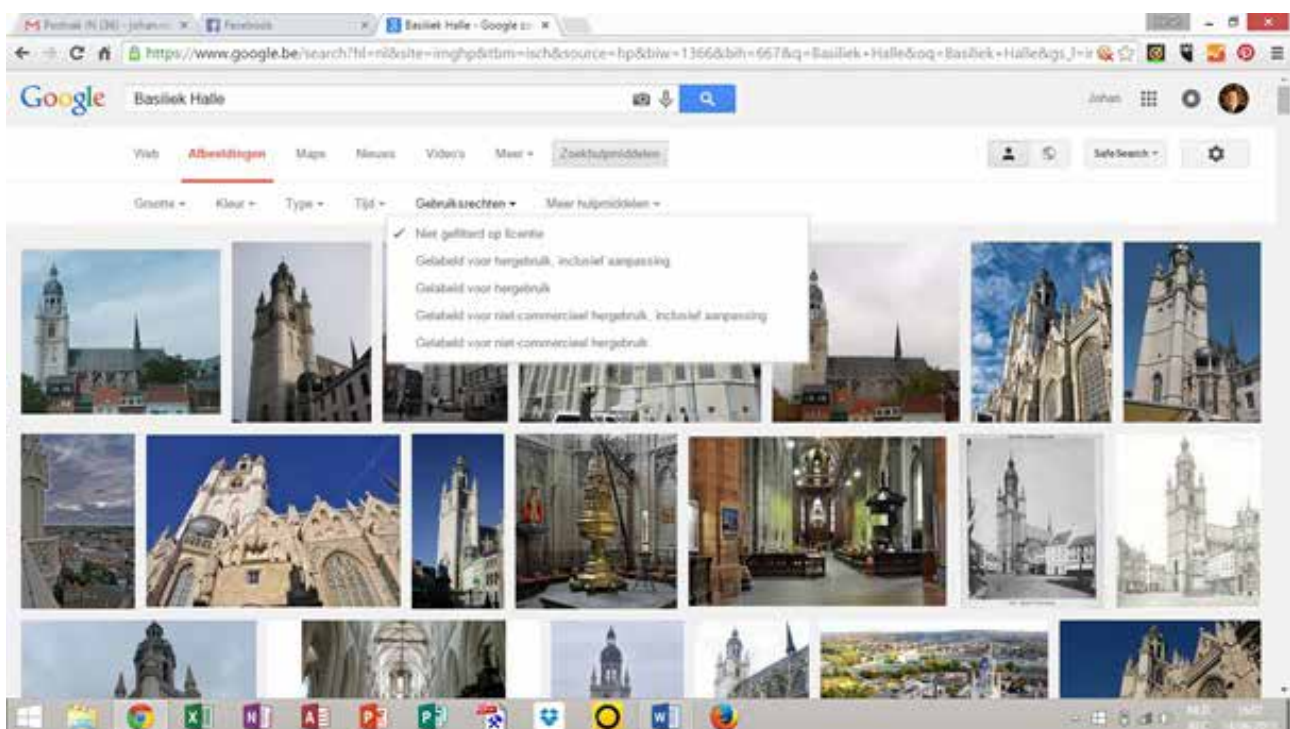 Facebook
Basiliek Halle - Google
https://www.google.be/search?hl=nl&site=imghp&tbm=isch&source=hp&biw=1366&bih=667&q=Basiliek+Halle&oq=Basiliek+Halle&gs_l=
Google Basiliek Halle Johan
Web Afbeeldingen Maps Nieuws Video's Meer Zoekhulpmiddelen SafeSearch
Grootte Kleur Type Tijd Gebruiksrechten Meer hulpmiddelen
Niet gefilterd op licentie
Gelabeld voor hergebruik, inclusief aanpassing
Gelabeld voor hergebruik
Gelabeld voor niet-commercieel hergebruik, inclusief aanpassing
Gelabeld voor niet-commercieel hergebruik